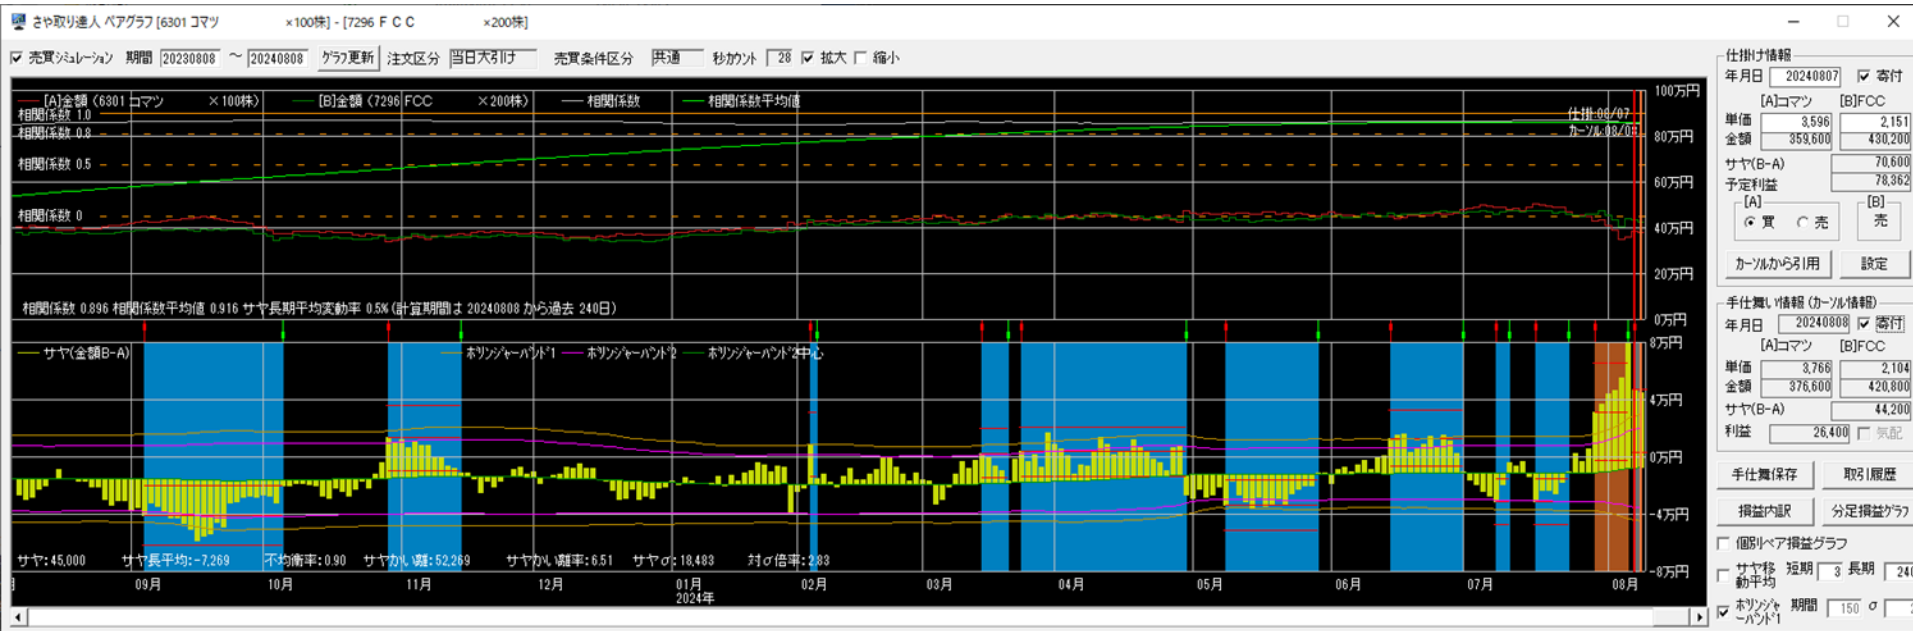 さや取り達人 ペアグラフ [6301 コマツ ×100株] - [7296 F C C ×200株]
売買シミュレーション 期間 20230808 ～ 20240808 グラフ更新 注文区分 当日大引け 売買条件区分 共通 秒カウント 28 拡大 縮小
[A]金額 (6301 コマツ ×100株) [B]金額 (7296 FCC ×200株) 相関係数 相関係数平均値
相関係数 1.0
相関係数 0.8
相関係数 0.5
相関係数 0
仕掛:08/07
カーソル:08/08
100万円
80万円
60万円
40万円
20万円
0万円
相関係数 0.896 相関係数平均値 0.916 サヤ長期平均変動率 0.5% (計算期間は 20240808 から過去 240日)
サヤ(金額B-A) ボリンジャーバンド1 ボリンジャーバンド2 ボリンジャーバンド2中心
8万円
4万円
0万円
-4万円
-8万円
サヤ:45,000 サヤ長平均:-7,269 不均衡率:0.90 サヤかい離:52,269 サヤかい離率:6.51 サヤσ:18,483 対σ倍率:2.83
月 09月 10月 11月 12月 01月 02月 03月 04月 05月 06月 07月 08月
2024年
仕掛け情報
年月日 20240807 寄付
[A]コマツ [B]FCC
単価 3,596 2,151
金額 359,600 430,200
サヤ(B-A) 70,600
予定利益 78,362
[A] [B]
買 売 売
カーソルから引用 設定
手仕舞い情報 (カーソル情報)
年月日 20240808 寄付
[A]コマツ [B]FCC
単価 3,766 2,104
金額 376,600 420,800
サヤ(B-A) 44,200
利益 26,400 気配
手仕舞保存 取引履歴
損益内訳 分足損益グラフ
個別ペア損益グラフ
サヤ移動平均 短期 3 長期 240
ボリンジャーバンド1 期間 150 σ 2